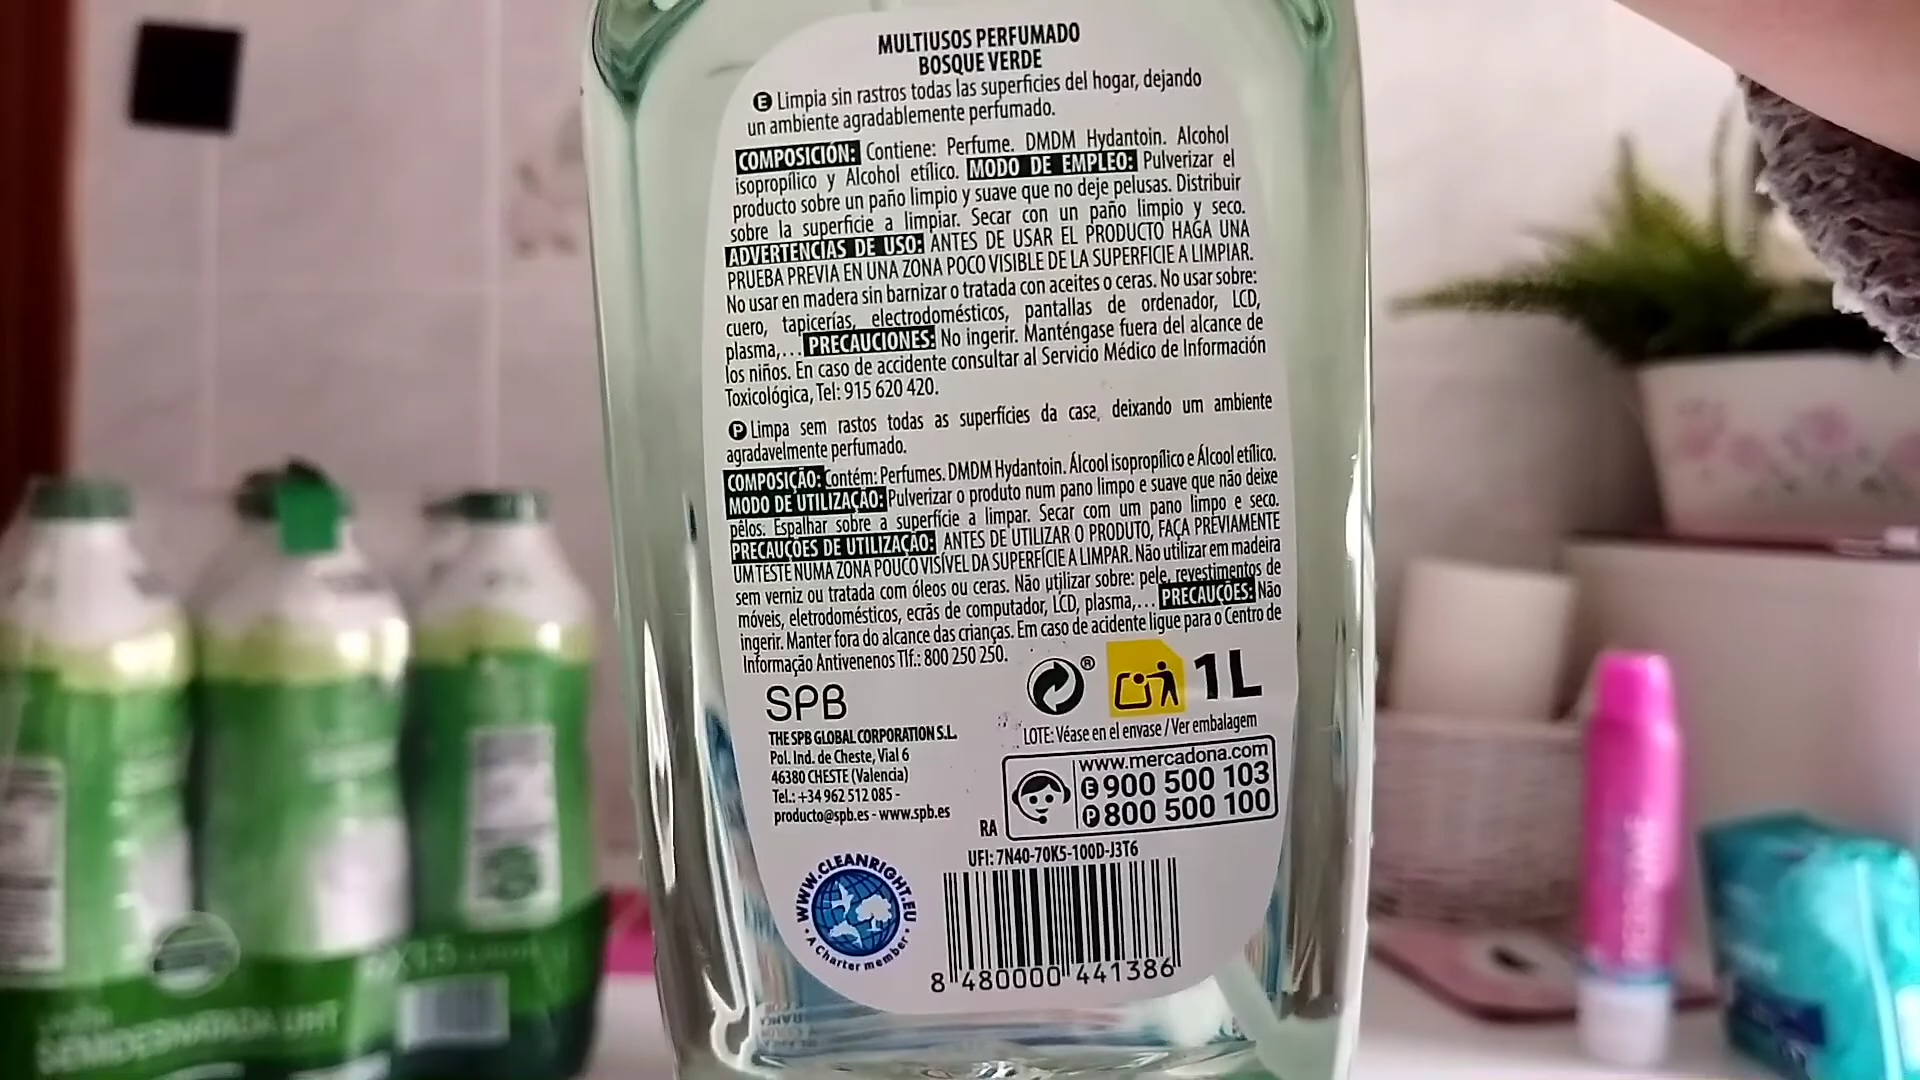 MULTIUSOS PERFUMADO
BOSQUE VERDE
E Limpia sin rastros todas las superficies del hogar, dejando
un ambiente agradablemente perfumado.
COMPOSICIÓN: Contiene: Perfume. DMDM Hydantoin. Alcohol
isopropílico y Alcohol etílico. MODO DE EMPLEO: Pulverizar el
producto sobre un paño limpio y suave que no deje pelusas. Distribuir
sobre la superficie a limpiar. Secar con un paño limpio y seco.
ADVERTENCIAS DE USO: ANTES DE USAR EL PRODUCTO HAGA UNA
PRUEBA PREVIA EN UNA ZONA POCO VISIBLE DE LA SUPERFICIE A LIMPIAR.
No usar en madera sin barnizar o tratada con aceites o ceras. No usar sobre:
cuero, tapicerías, electrodomésticos, pantallas de ordenador, LCD,
plasma,... PRECAUCIONES: No ingerir. Manténgase fuera del alcance de
los niños. En caso de accidente consultar al Servicio Médico de Información
Toxicológica, Tel: 915 620 420.
P Limpa sem rastos todas as superfícies da casa, deixando um ambiente
agradavelmente perfumado.
COMPOSIÇÃO: Contém: Perfumes. DMDM Hydantoin. Álcool isopropílico e Álcool etílico.
MODO DE UTILIZAÇÃO: Pulverizar o produto num pano limpo e suave que não deixe
pêlos. Espalhar sobre a superfície a limpar. Secar com um pano limpo e seco.
PRECAUÇÕES DE UTILIZAÇÃO: ANTES DE UTILIZAR O PRODUTO, FAÇA PREVIAMENTE
UM TESTE NUMA ZONA POUCO VISÍVEL DA SUPERFÍCIE A LIMPAR. Não utilizar em madeira
sem verniz ou tratada com óleos ou ceras. Não utilizar sobre: pele, revestimentos de
móveis, eletrodomésticos, ecrãs de computador, LCD, plasma,... PRECAUÇÕES: Não
ingerir. Manter fora do alcance das crianças. Em caso de acidente ligue para o Centro de
Informação Antivenenos Tlf.: 800 250 250.
SPB
® 1L
THE SPB GLOBAL CORPORATION S.L.
Pol. Ind. de Cheste, Vial 6
46380 CHESTE (Valencia)
Tel.: +34 962 512 085 -
producto@spb.es - www.spb.es
LOTE: Véase en el envase / Ver embalagem
www.mercadona.com
E 900 500 103
P 800 500 100
RA
UFI: 7N40-70K5-100D-J3T6
WWW.CLEANRIGHT.EU
• A Charter member •
8 480000 441386
SEMIDESNATADA UHT